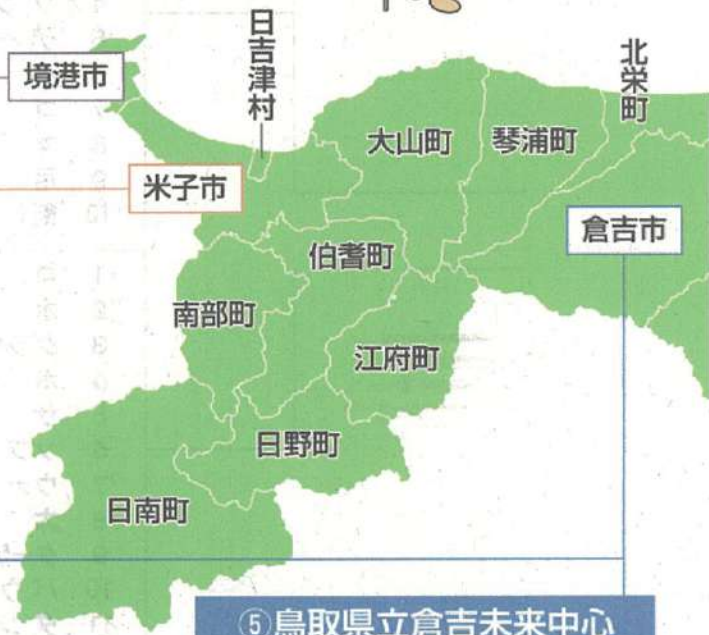 日吉津村
北栄町
境港市
大山町
琴浦町
米子市
倉吉市
伯耆町
南部町
江府町
日野町
日南町
⑤鳥取県立倉吉未来中心